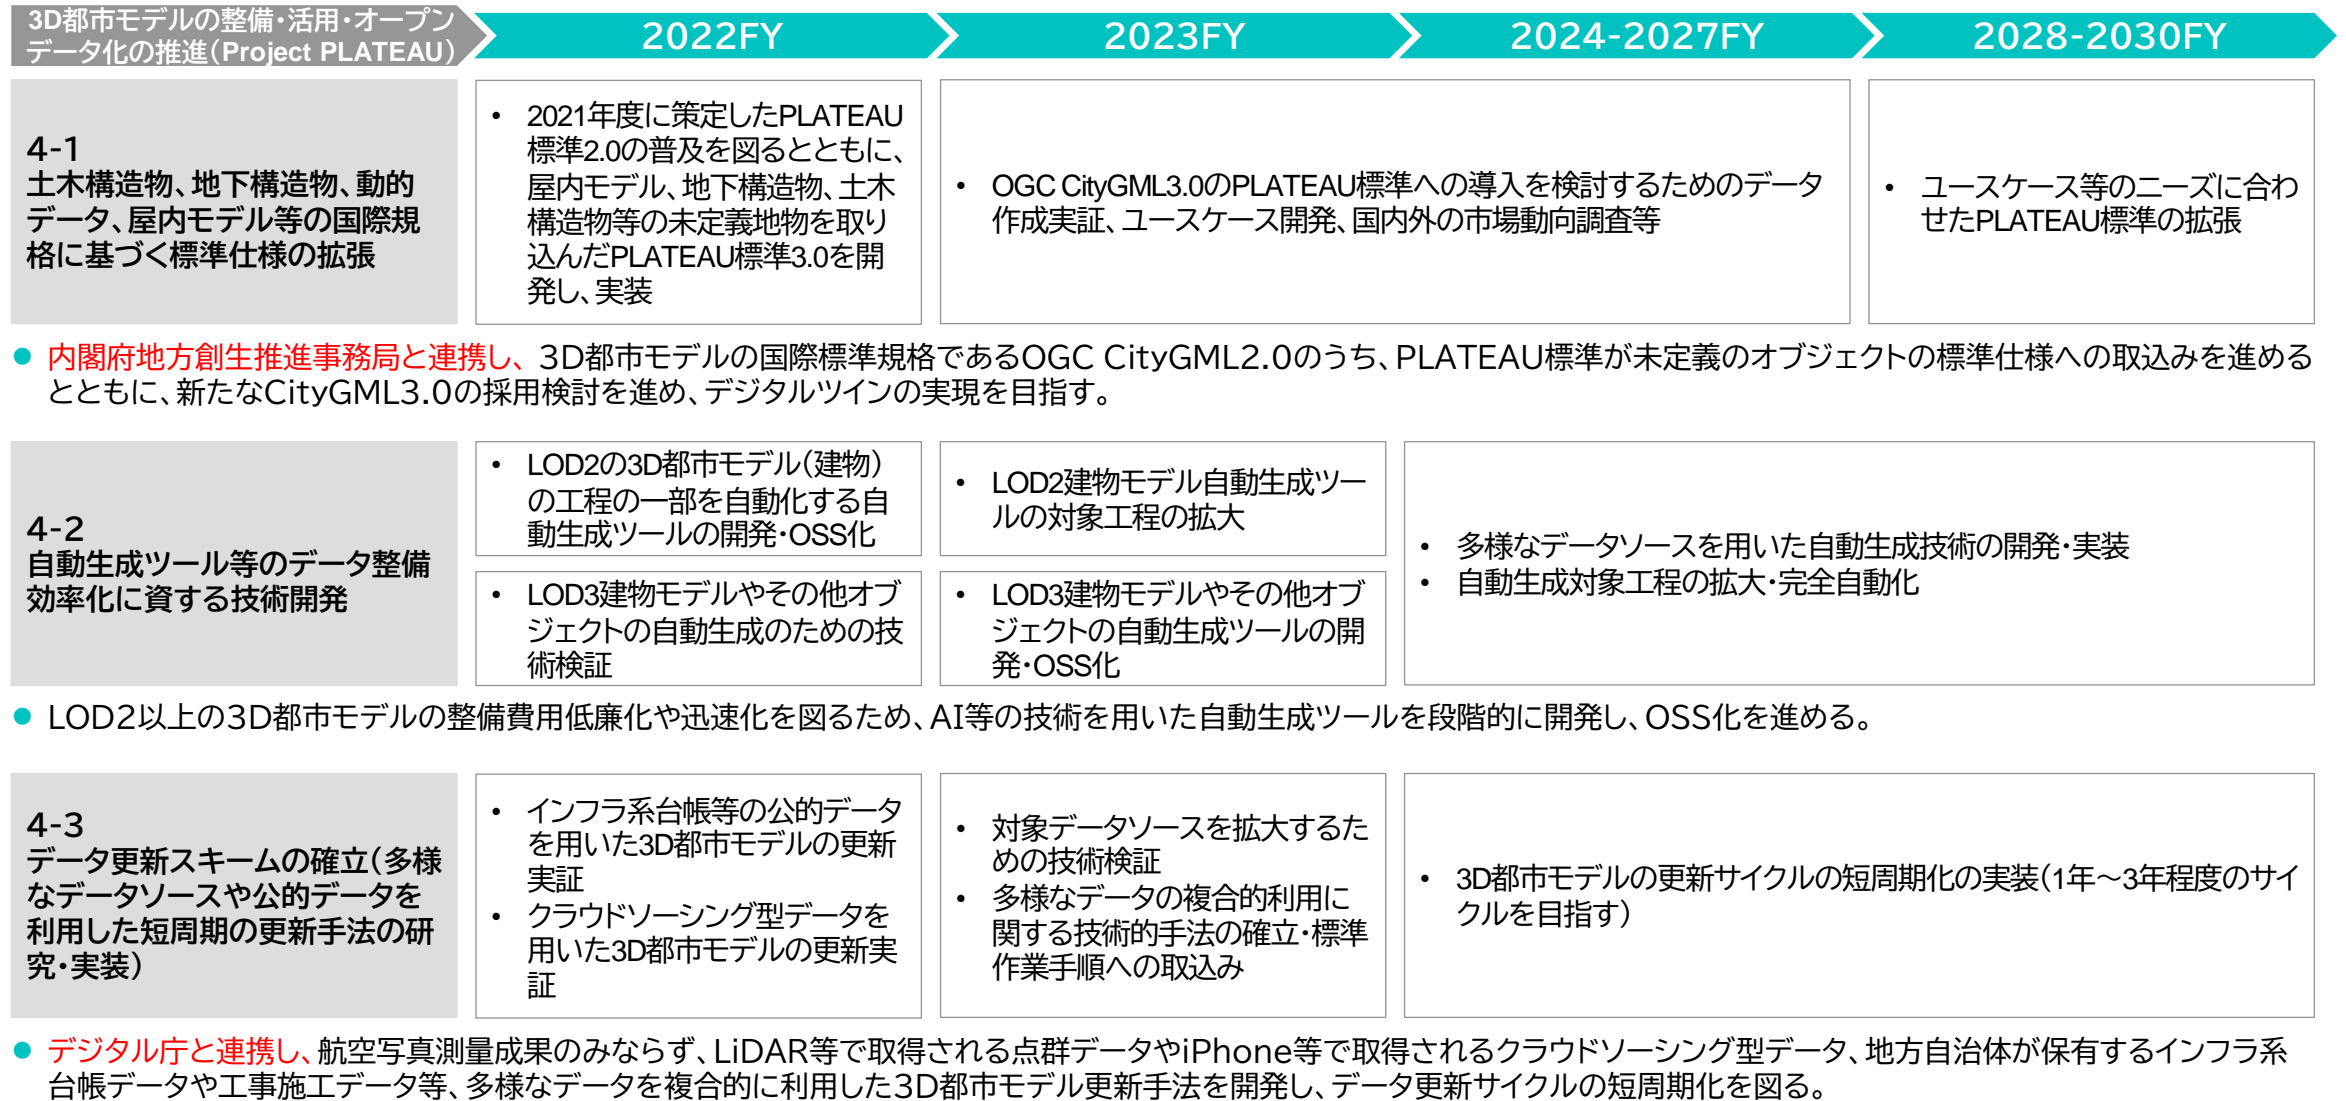 3D都市モデルの整備・活用・オープン
データ化の推進（Project PLATEAU）
2022FY
2023FY
2024-2027FY
2028-2030FY
4-1
土木構造物、地下構造物、動的
データ、屋内モデル等の国際規
格に基づく標準仕様の拡張
• 2021年度に策定したPLATEAU
標準2.0の普及を図るとともに、
屋内モデル、地下構造物、土木
構造物等の未定義地物を取り
込んだPLATEAU標準3.0を開
発し、実装
• OGC CityGML3.0のPLATEAU標準への導入を検討するためのデータ
作成実証、ユースケース開発、国内外の市場動向調査等
• ユースケース等のニーズに合わ
せたPLATEAU標準の拡張
● 内閣府地方創生推進事務局と連携し、3D都市モデルの国際標準規格であるOGC CityGML2.0のうち、PLATEAU標準が未定義のオブジェクトの標準仕様への取込みを進める
とともに、新たなCityGML3.0の採用検討を進め、デジタルツインの実現を目指す。
4-2
自動生成ツール等のデータ整備
効率化に資する技術開発
• LOD2の3D都市モデル（建物）
の工程の一部を自動化する自
動生成ツールの開発・OSS化
• LOD2建物モデル自動生成ツー
ルの対象工程の拡大
• LOD3建物モデルやその他オブ
ジェクトの自動生成のための技
術検証
• LOD3建物モデルやその他オブ
ジェクトの自動生成ツールの開
発・OSS化
• 多様なデータソースを用いた自動生成技術の開発・実装
• 自動生成対象工程の拡大・完全自動化
● LOD2以上の3D都市モデルの整備費用低廉化や迅速化を図るため、AI等の技術を用いた自動生成ツールを段階的に開発し、OSS化を進める。
4-3
データ更新スキームの確立（多様
なデータソースや公的データを
利用した短周期の更新手法の研
究・実装）
• インフラ系台帳等の公的データ
を用いた3D都市モデルの更新
実証
• クラウドソーシング型データを
用いた3D都市モデルの更新実
証
• 対象データソースを拡大するた
めの技術検証
• 多様なデータの複合的利用に
関する技術的手法の確立・標準
作業手順への取込み
• 3D都市モデルの更新サイクルの短周期化の実装（1年～3年程度のサイ
クルを目指す）
● デジタル庁と連携し、航空写真測量成果のみならず、LiDAR等で取得される点群データやiPhone等で取得されるクラウドソーシング型データ、地方自治体が保有するインフラ系
台帳データや工事施工データ等、多様なデータを複合的に利用した3D都市モデル更新手法を開発し、データ更新サイクルの短周期化を図る。